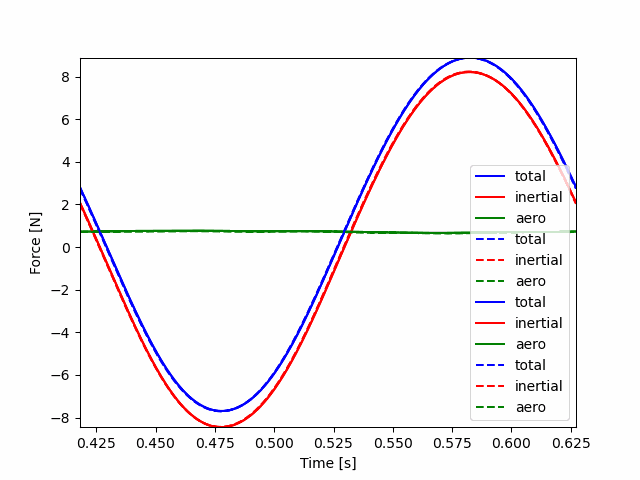 Force [N]
8
6
4
2
0
−2
−4
−6
−8
total
inertial
aero
total
inertial
aero
total
inertial
aero
total
inertial
aero
0.425 0.450 0.475 0.500 0.525 0.550 0.575 0.600 0.625
Time [s]